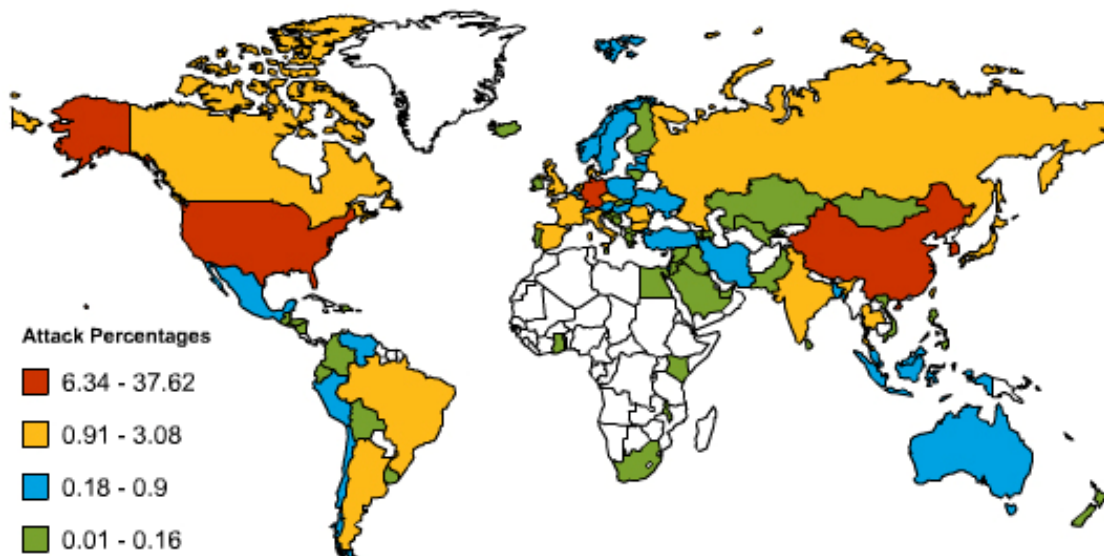 Attack Percentages
6.34 - 37.62
0.91 - 3.08
0.18 - 0.9
0.01 - 0.16